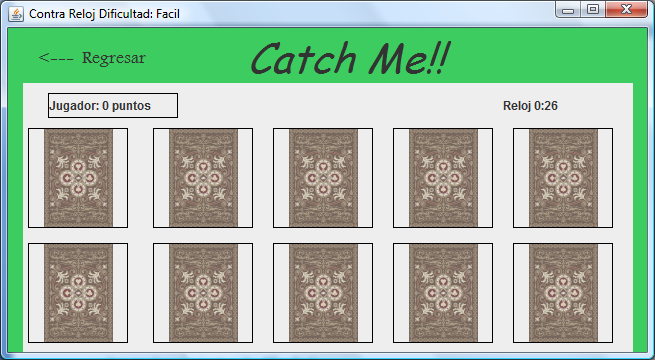 Contra Reloj Dificultad: Facil
<--- Regresar
Catch Me!!
Jugador: 0 puntos
Reloj 0:26